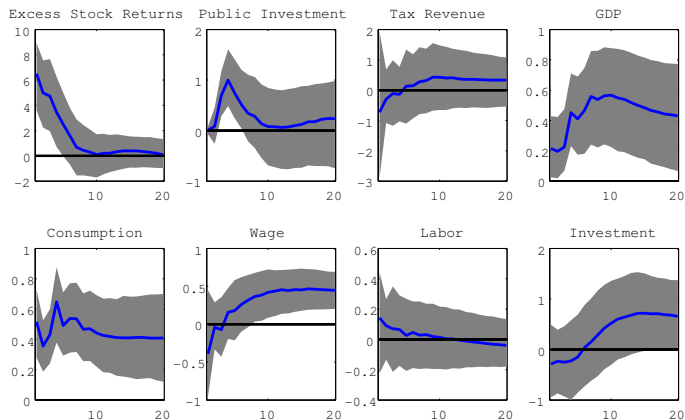 Excess Stock Returns Public Investment Tax Revenue GDP
10 2 2 1
8 1 0.8
6 1 0 0.6
4 -1 0.4
2 0
0 -2 0.2
-2 -1 -3 0
10 20 10 20 10 20 10 20
Consumption Wage Labor Investment
1 1 0.6 2
0.8 0.5 0.4
0.6 0.2 1
0.4 0 0
0.2 -0.5 -0.2 0
0 -1 -0.4 -1
10 20 10 20 10 20 10 20